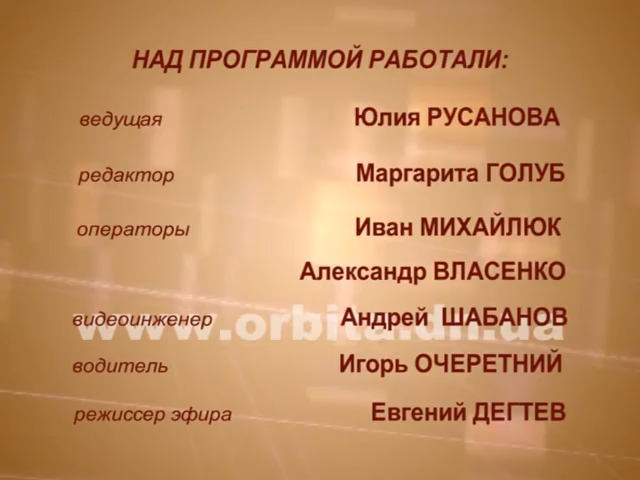 НАД ПРОГРАММОЙ РАБОТАЛИ:
ведущая Юлия РУСАНОВА
редактор Маргарита ГОЛУБ
операторы Иван МИХАЙЛЮК
Александр ВЛАСЕНКО
видеоинженер Андрей ШАБАНОВ
www.orbita.dn.ua
водитель Игорь ОЧЕРЕТНИЙ
режиссер эфира Евгений ДЕГТЕВ